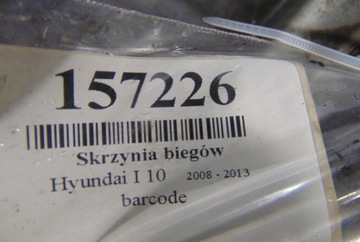 157226
Skrzynia biegów
Hyundai I 10 2008 - 2013
barcode